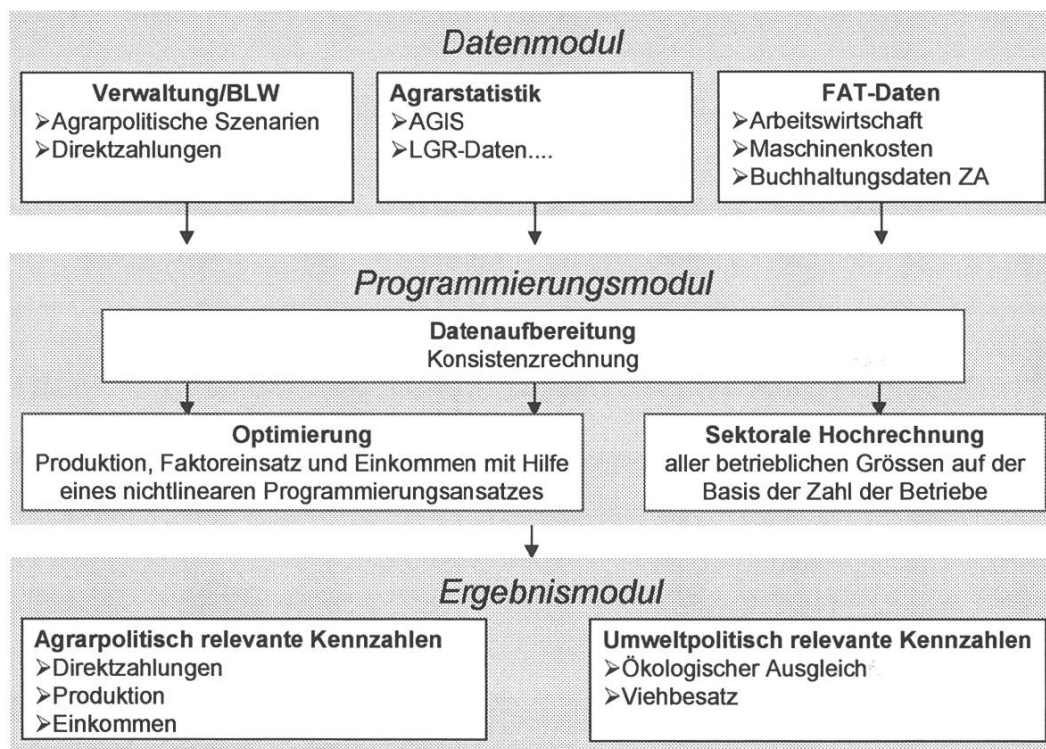 Datenmodul
Verwaltung/BLW
➢Agrarpolitische Szenarien
➢Direktzahlungen
Agrarstatistik
➢AGIS
➢LGR-Daten....
FAT-Daten
➢Arbeitswirtschaft
➢Maschinenkosten
➢Buchhaltungsdaten ZA
Programmierungsmodul
Datenaufbereitung
Konsistenzrechnung
Optimierung
Produktion, Faktoreinsatz und Einkommen mit Hilfe
eines nichtlinearen Programmierungsansatzes
Sektorale Hochrechnung
aller betrieblichen Grössen auf der
Basis der Zahl der Betriebe
Ergebnismodul
Agrarpolitisch relevante Kennzahlen
➢Direktzahlungen
➢Produktion
➢Einkommen
Umweltpolitisch relevante Kennzahlen
➢Ökologischer Ausgleich
➢Viehbesatz